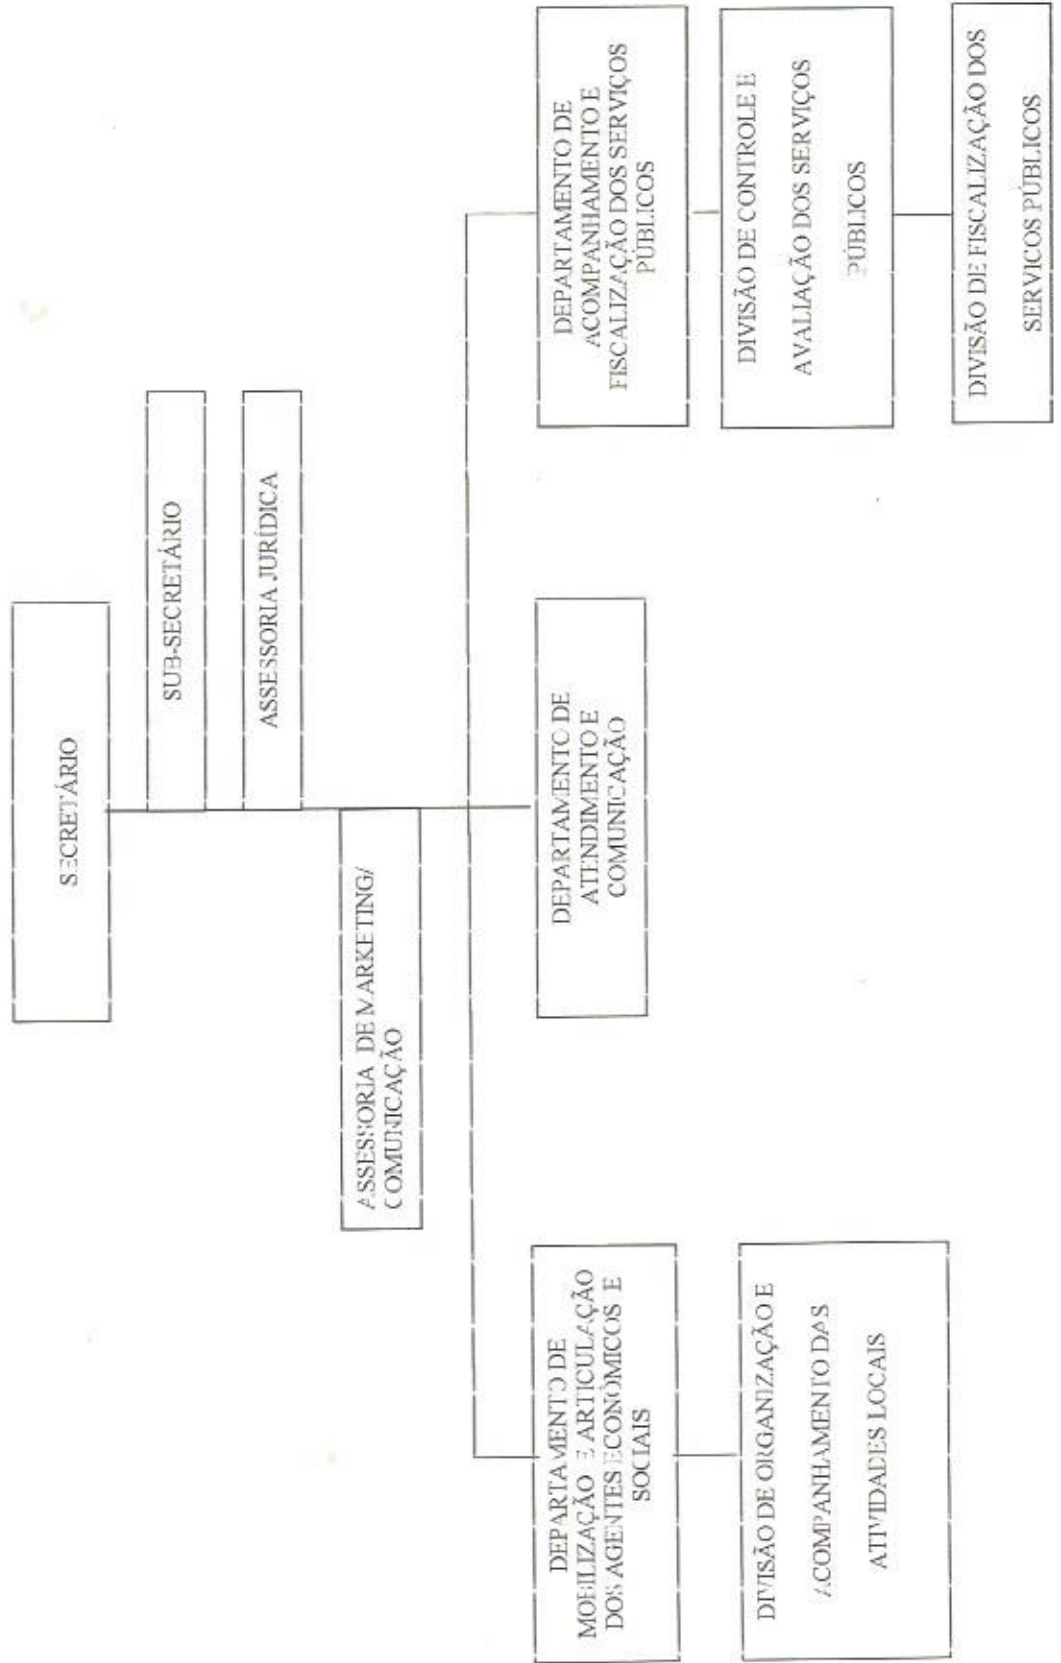 SECRETÁRIO
SUB-SECRETÁRIO
ASSESSORIA JURÍDICA
ASSESSORIA DE MARKETING/
COMUNICAÇÃO
DEPARTAMENTO DE
MOBILIZAÇÃO E ARTICULAÇÃO
DOS AGENTES ECONÔMICOS E
SOCIAIS
DEPARTAMENTO DE
ATENDIMENTO E
COMUNICAÇÃO
DEPARTAMENTO DE
ACOMPANHAMENTO E
FISCALIZAÇÃO DOS SERVIÇOS
PÚBLICOS
DIVISÃO DE ORGANIZAÇÃO E
ACOMPANHAMENTO DAS
ATIVIDADES LOCAIS
DIVISÃO DE CONTROLE E
AVALIAÇÃO DOS SERVIÇOS
PÚBLICOS
DIVISÃO DE FISCALIZAÇÃO DOS
SERVICOS PÚBLICOS